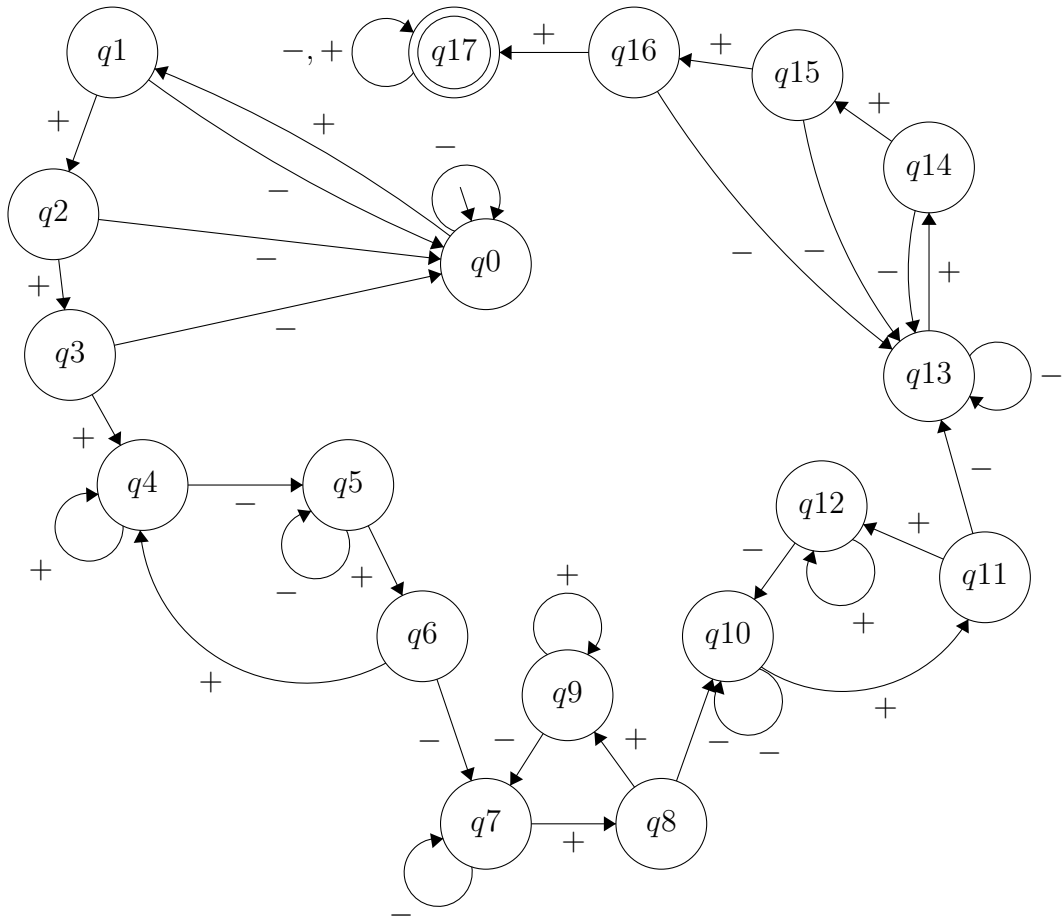 q1
−, +
q17
+
q16
+
q15
+
q14
+
+
−
−
q2
−
q0
−
−
−
−
+
+
−
q3
q13
−
+
−
q4
−
q5
q12
+
q11
−
+
−
+
−
+
q6
+
q10
+
+
q9
−
−
+
−
−
+
q7
+
q8
−